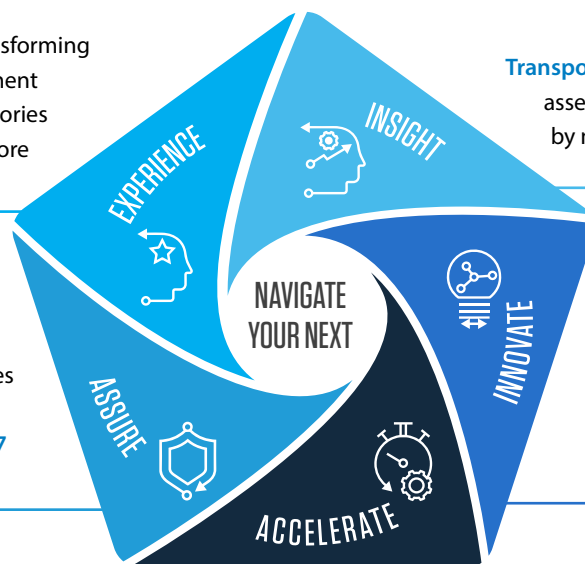 sforming
ment
ories
ore
Transpo
asse
by
EXPERIENCE
INSIGHT
NAVIGATE
YOUR NEXT
INNOVATE
es
7
ASSURE
ACCELERATE